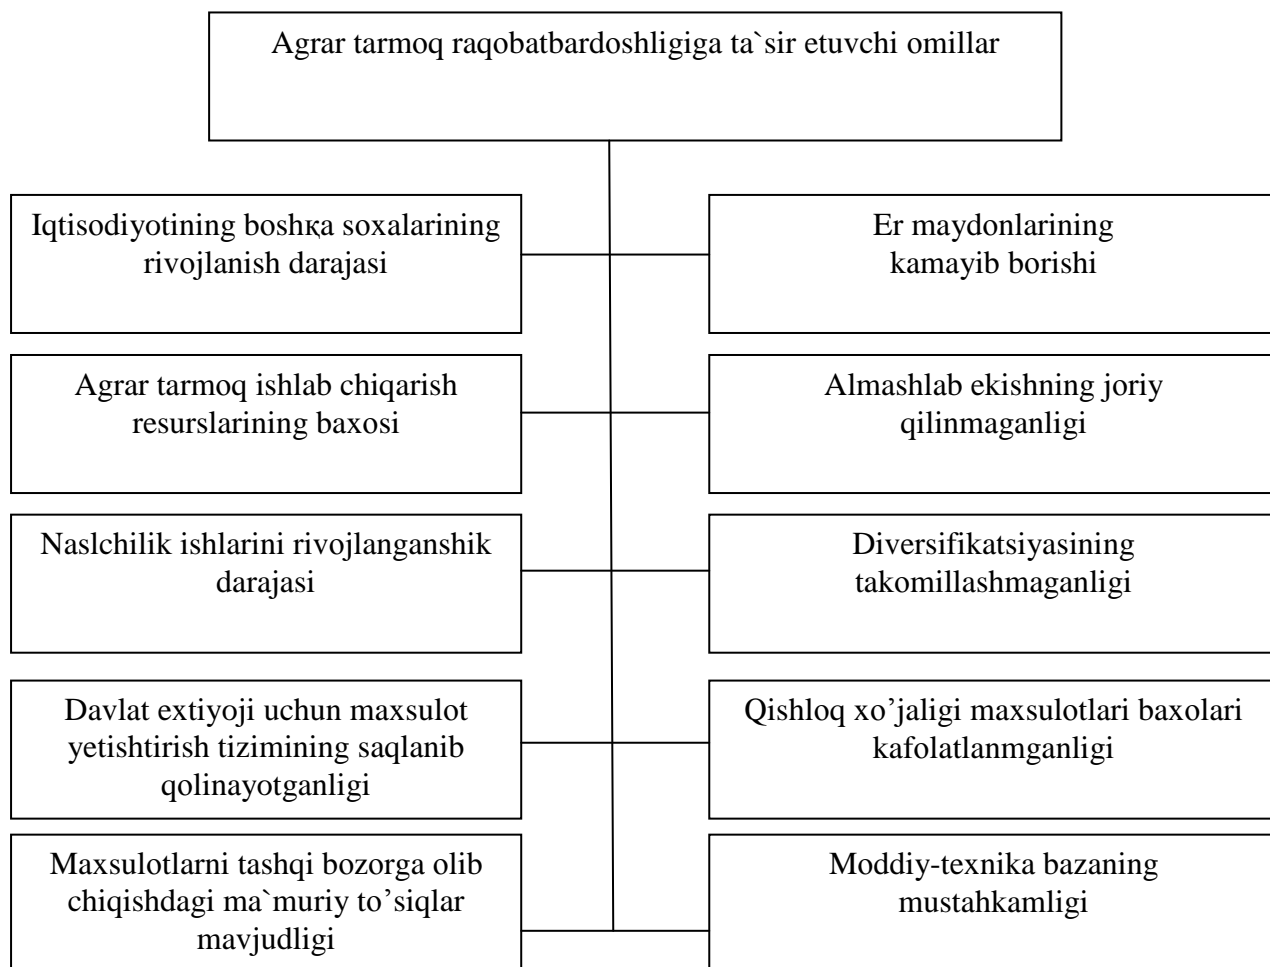 Agrar tarmoq raqobatbardoshligiga ta`sir etuvchi omillar
Iqtisodiyotining boshқa soxalarining
rivojlanish darajasi
Er maydonlarining
kamayib borishi
Agrar tarmoq ishlab chiqarish
resurslarining baxosi
Almashlab ekishning joriy
qilinmaganligi
Naslchilik ishlarini rivojlanganshik
darajasi
Diversifikatsiyasining
takomillashmaganligi
Davlat extiyoji uchun maxsulot
yetishtirish tizimining saqlanib
qolinayotganligi
Qishloq xo’jaligi maxsulotlari baxolari
kafolatlanmganligi
Maxsulotlarni tashqi bozorga olib
chiqishdagi ma`muriy to’siqlar
mavjudligi
Moddiy-texnika bazaning
mustahkamligi